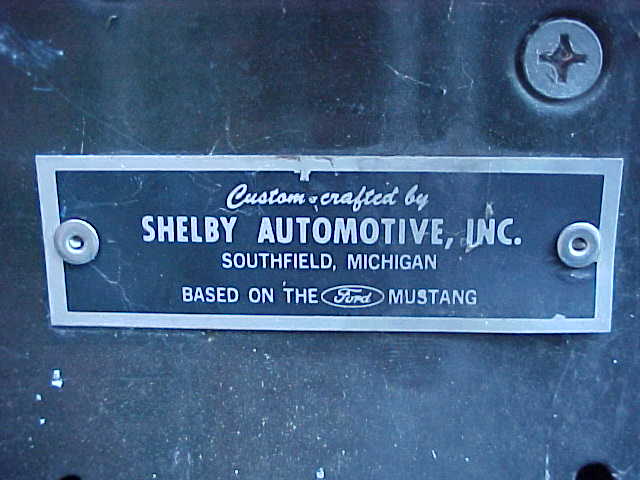 Custom-crafted by
SHELBY AUTOMOTIVE, INC.
SOUTHFIELD, MICHIGAN
BASED ON THE Ford MUSTANG